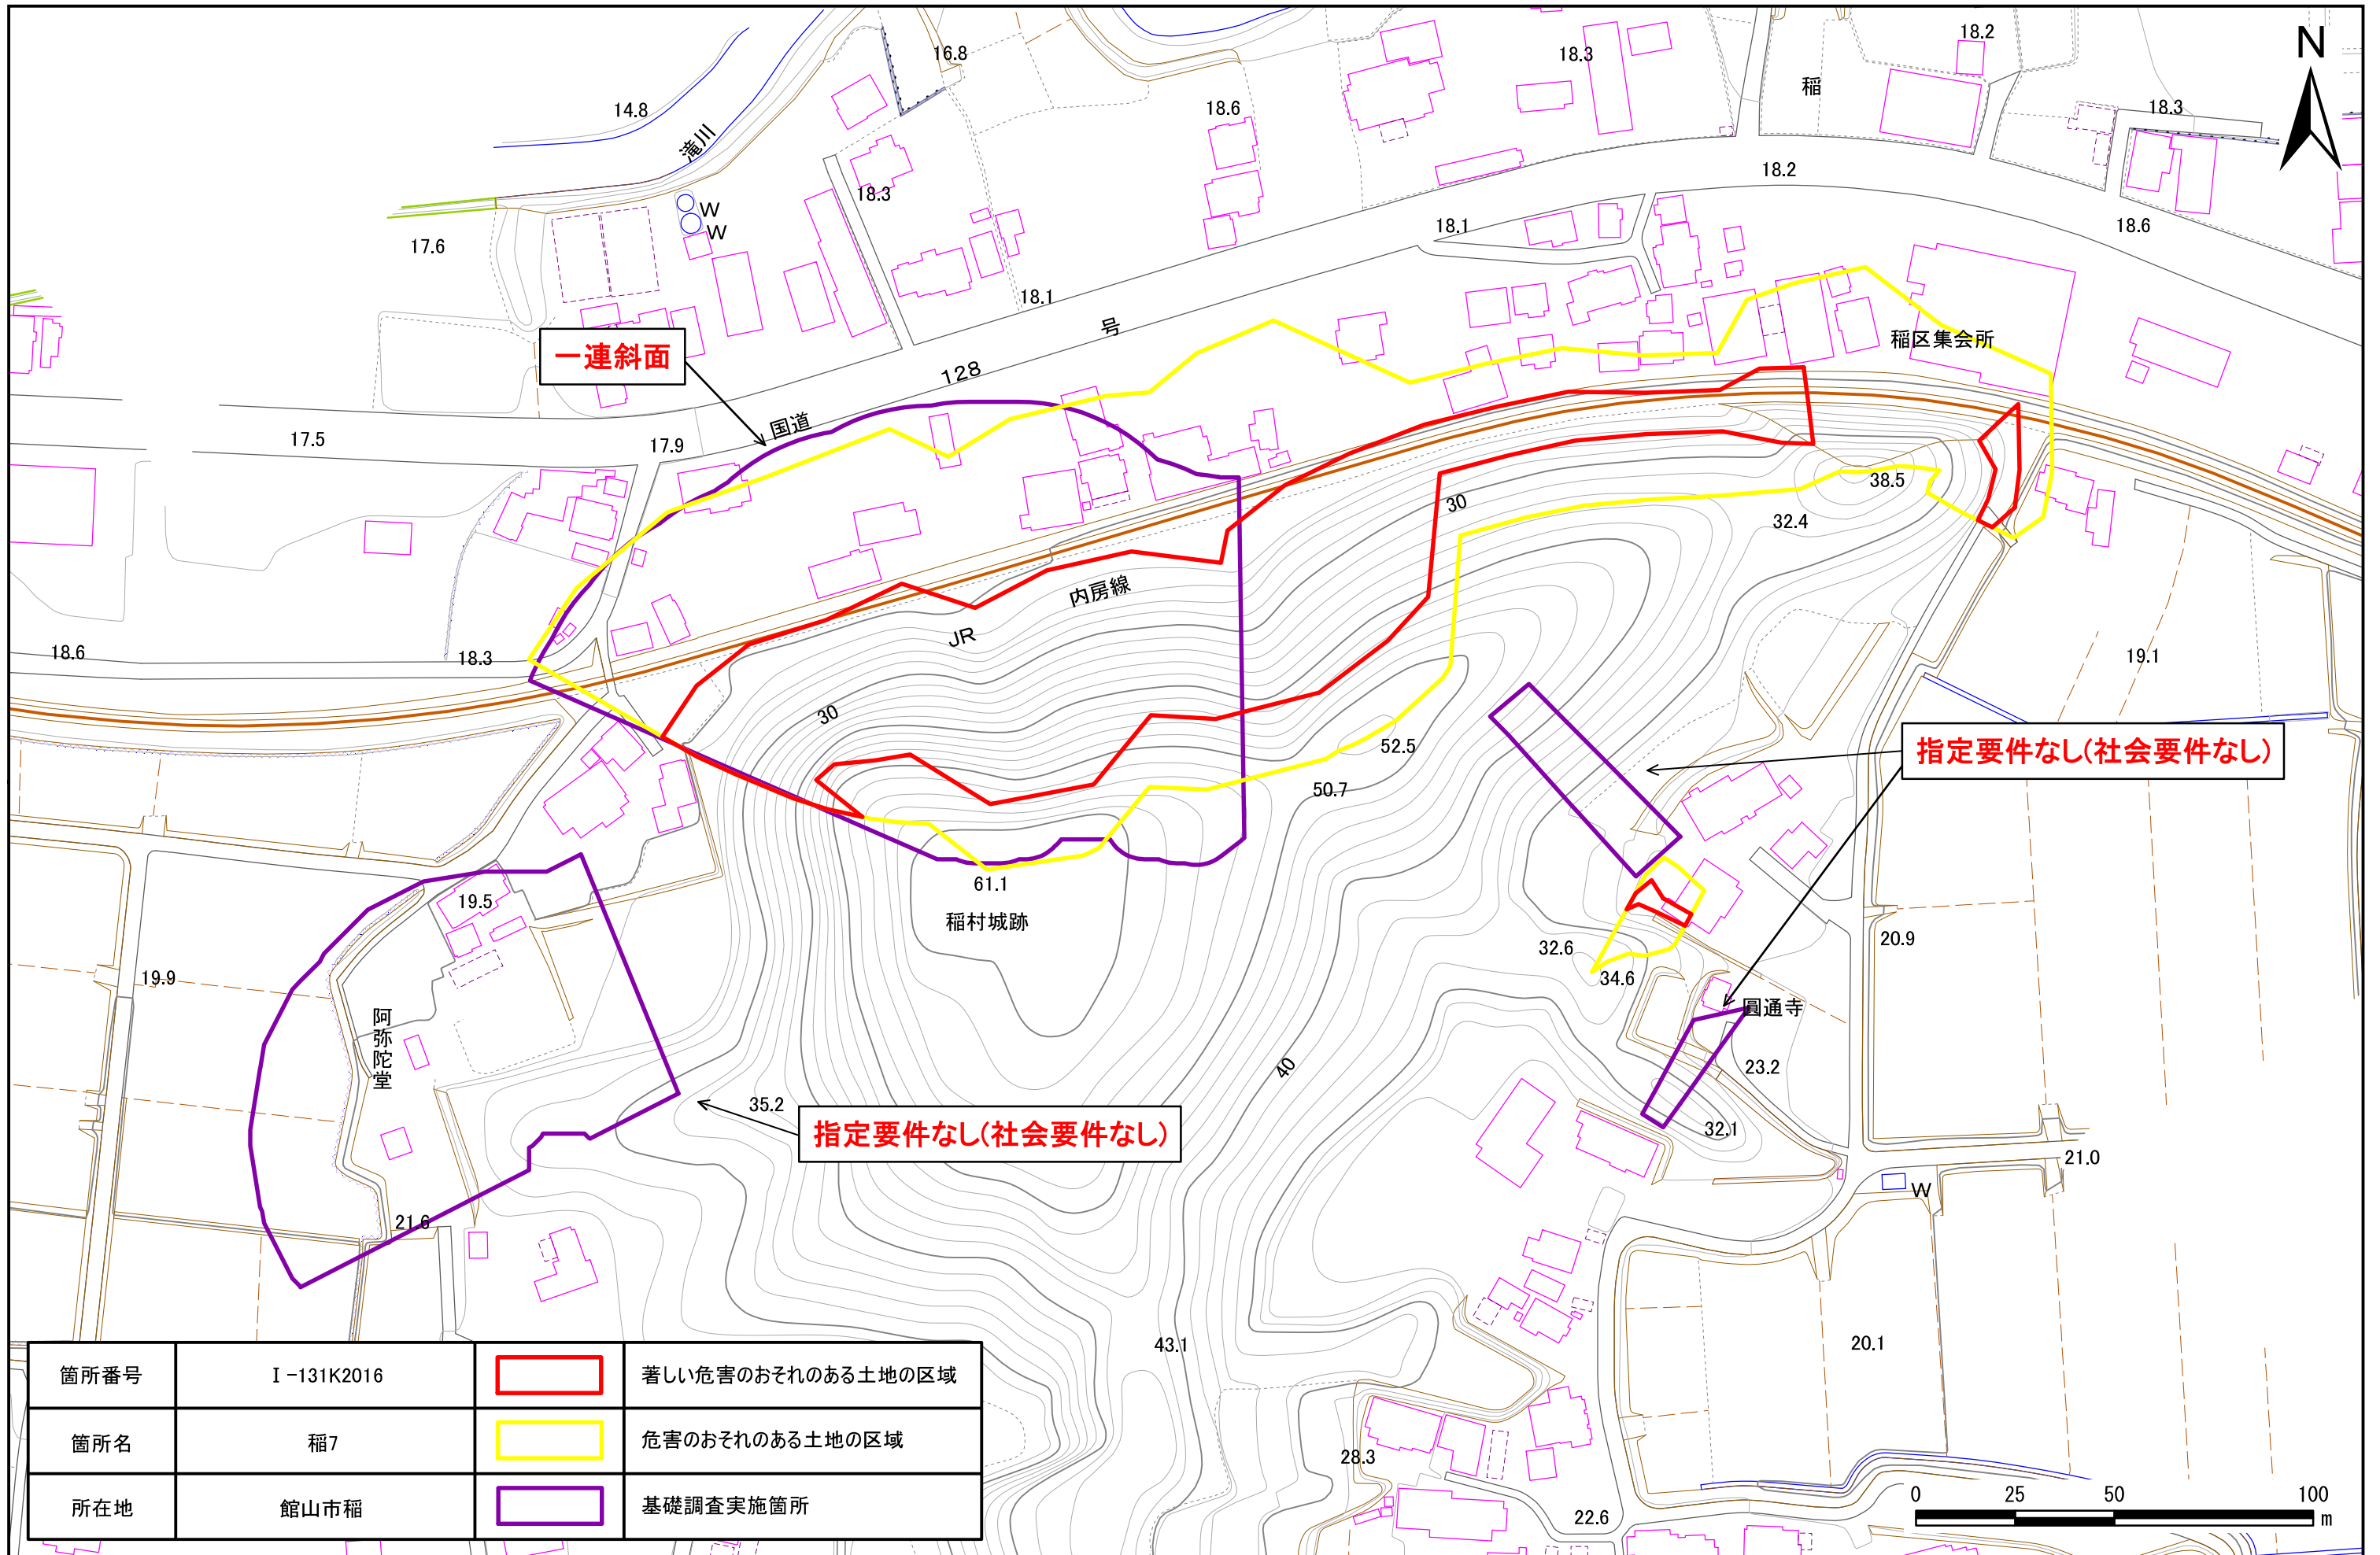 16.8
18.3
18.2
N
14.8
18.6
稲
18.3
滝川
W
W
18.3
18.2
17.6
18.1
18.6
18.1
号
稲区集会所
一連斜面
128
国道
17.5
17.9
38.5
30
32.4
内房線
JR
18.6
18.3
19.1
30
52.5
指定要件なし(社会要件なし)
50.7
61.1
稲村城跡
19.5
32.6
34.6
20.9
19.9
阿弥陀堂
圓通寺
40
23.2
35.2
指定要件なし(社会要件なし)
32.1
21.0
W
21.6
43.1
20.1
28.3
22.6
箇所番号 Ⅰ-131K2016 著しい危害のおそれのある土地の区域
箇所名 稲7 危害のおそれのある土地の区域
所在地 館山市稲 基礎調査実施箇所
0 25 50 100
m